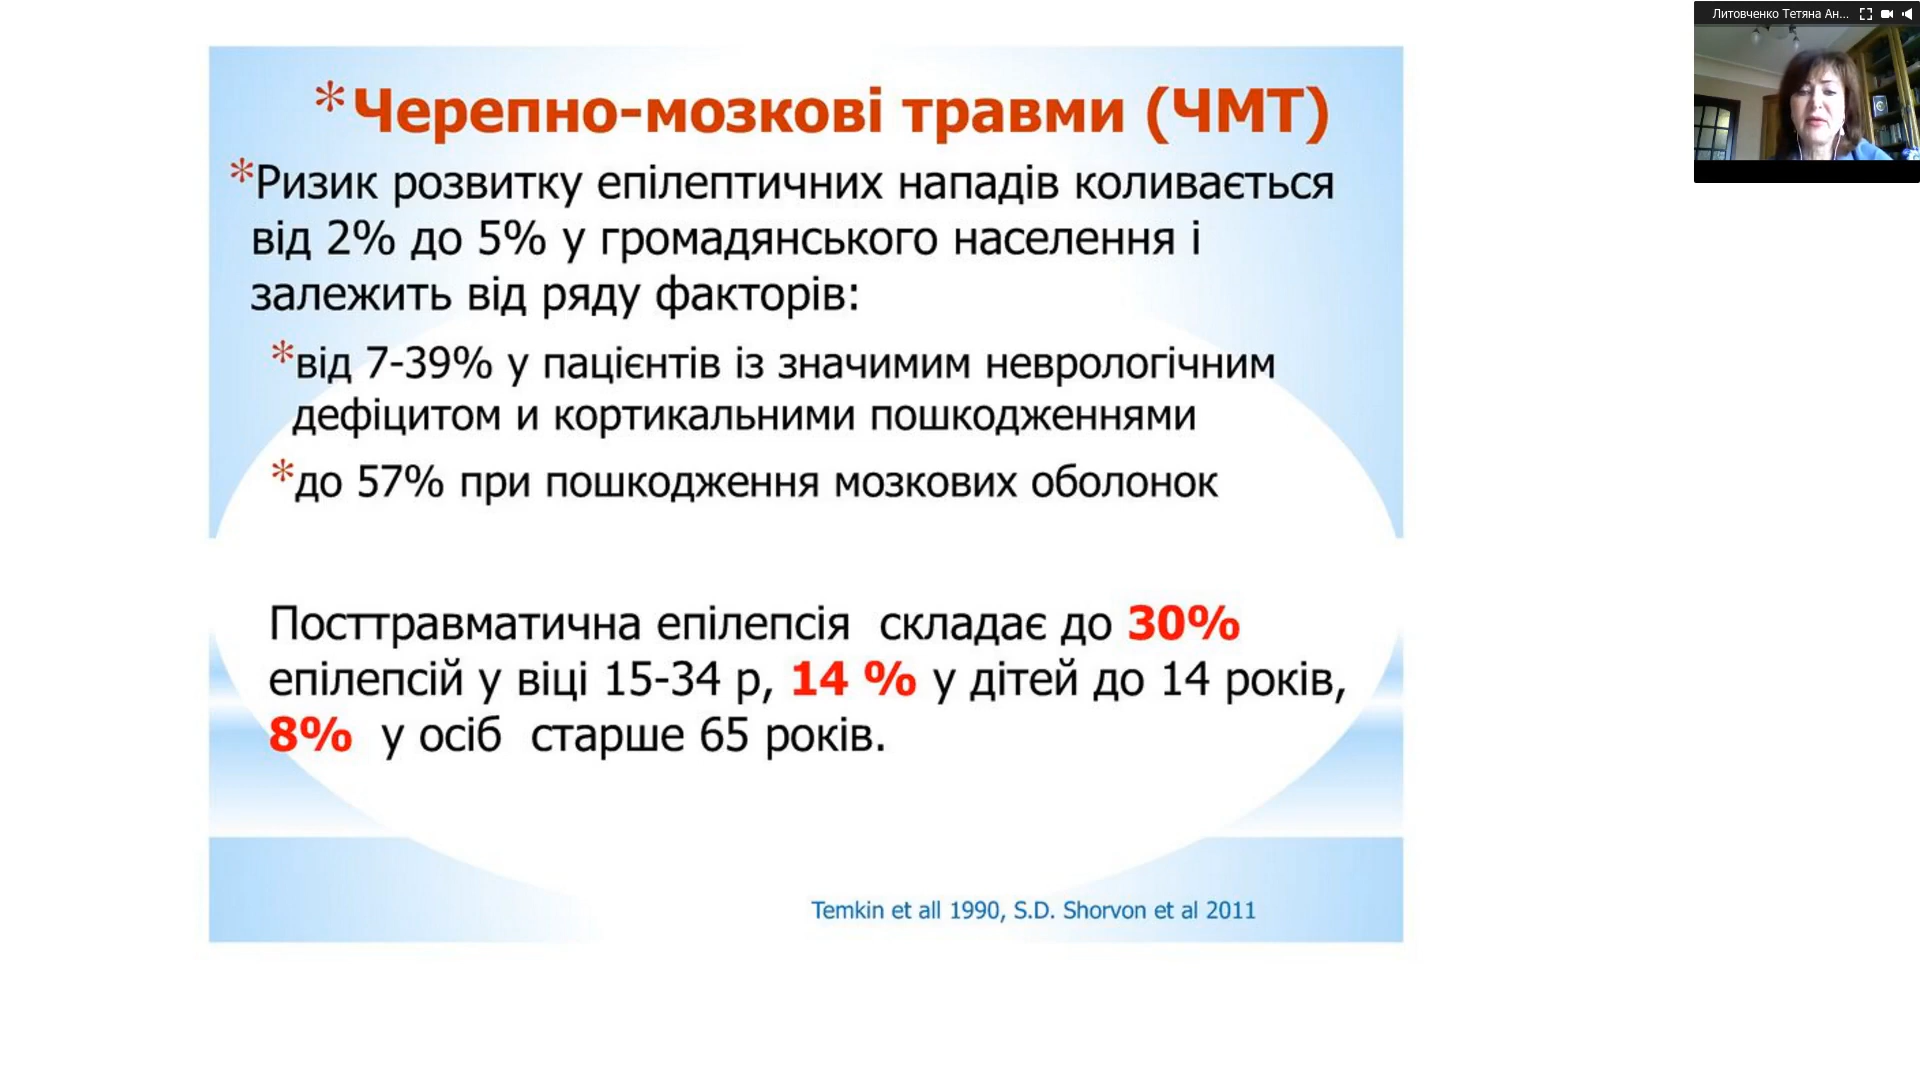 Литовченко Тетяна Ан...
*Черепно-мозкові травми (ЧМТ)
*Ризик розвитку епілептичних нападів коливається
від 2% до 5% у громадянського населення і
залежить від ряду факторів:
*від 7-39% у пацієнтів із значимим неврологічним
дефіцитом и кортикальними пошкодженнями
*до 57% при пошкодження мозкових оболонок
Посттравматична епілепсія складає до 30%
епілепсій у віці 15-34 р, 14 % у дітей до 14 років,
8% у осіб старше 65 років.
Temkin et all 1990, S.D. Shorvon et al 2011